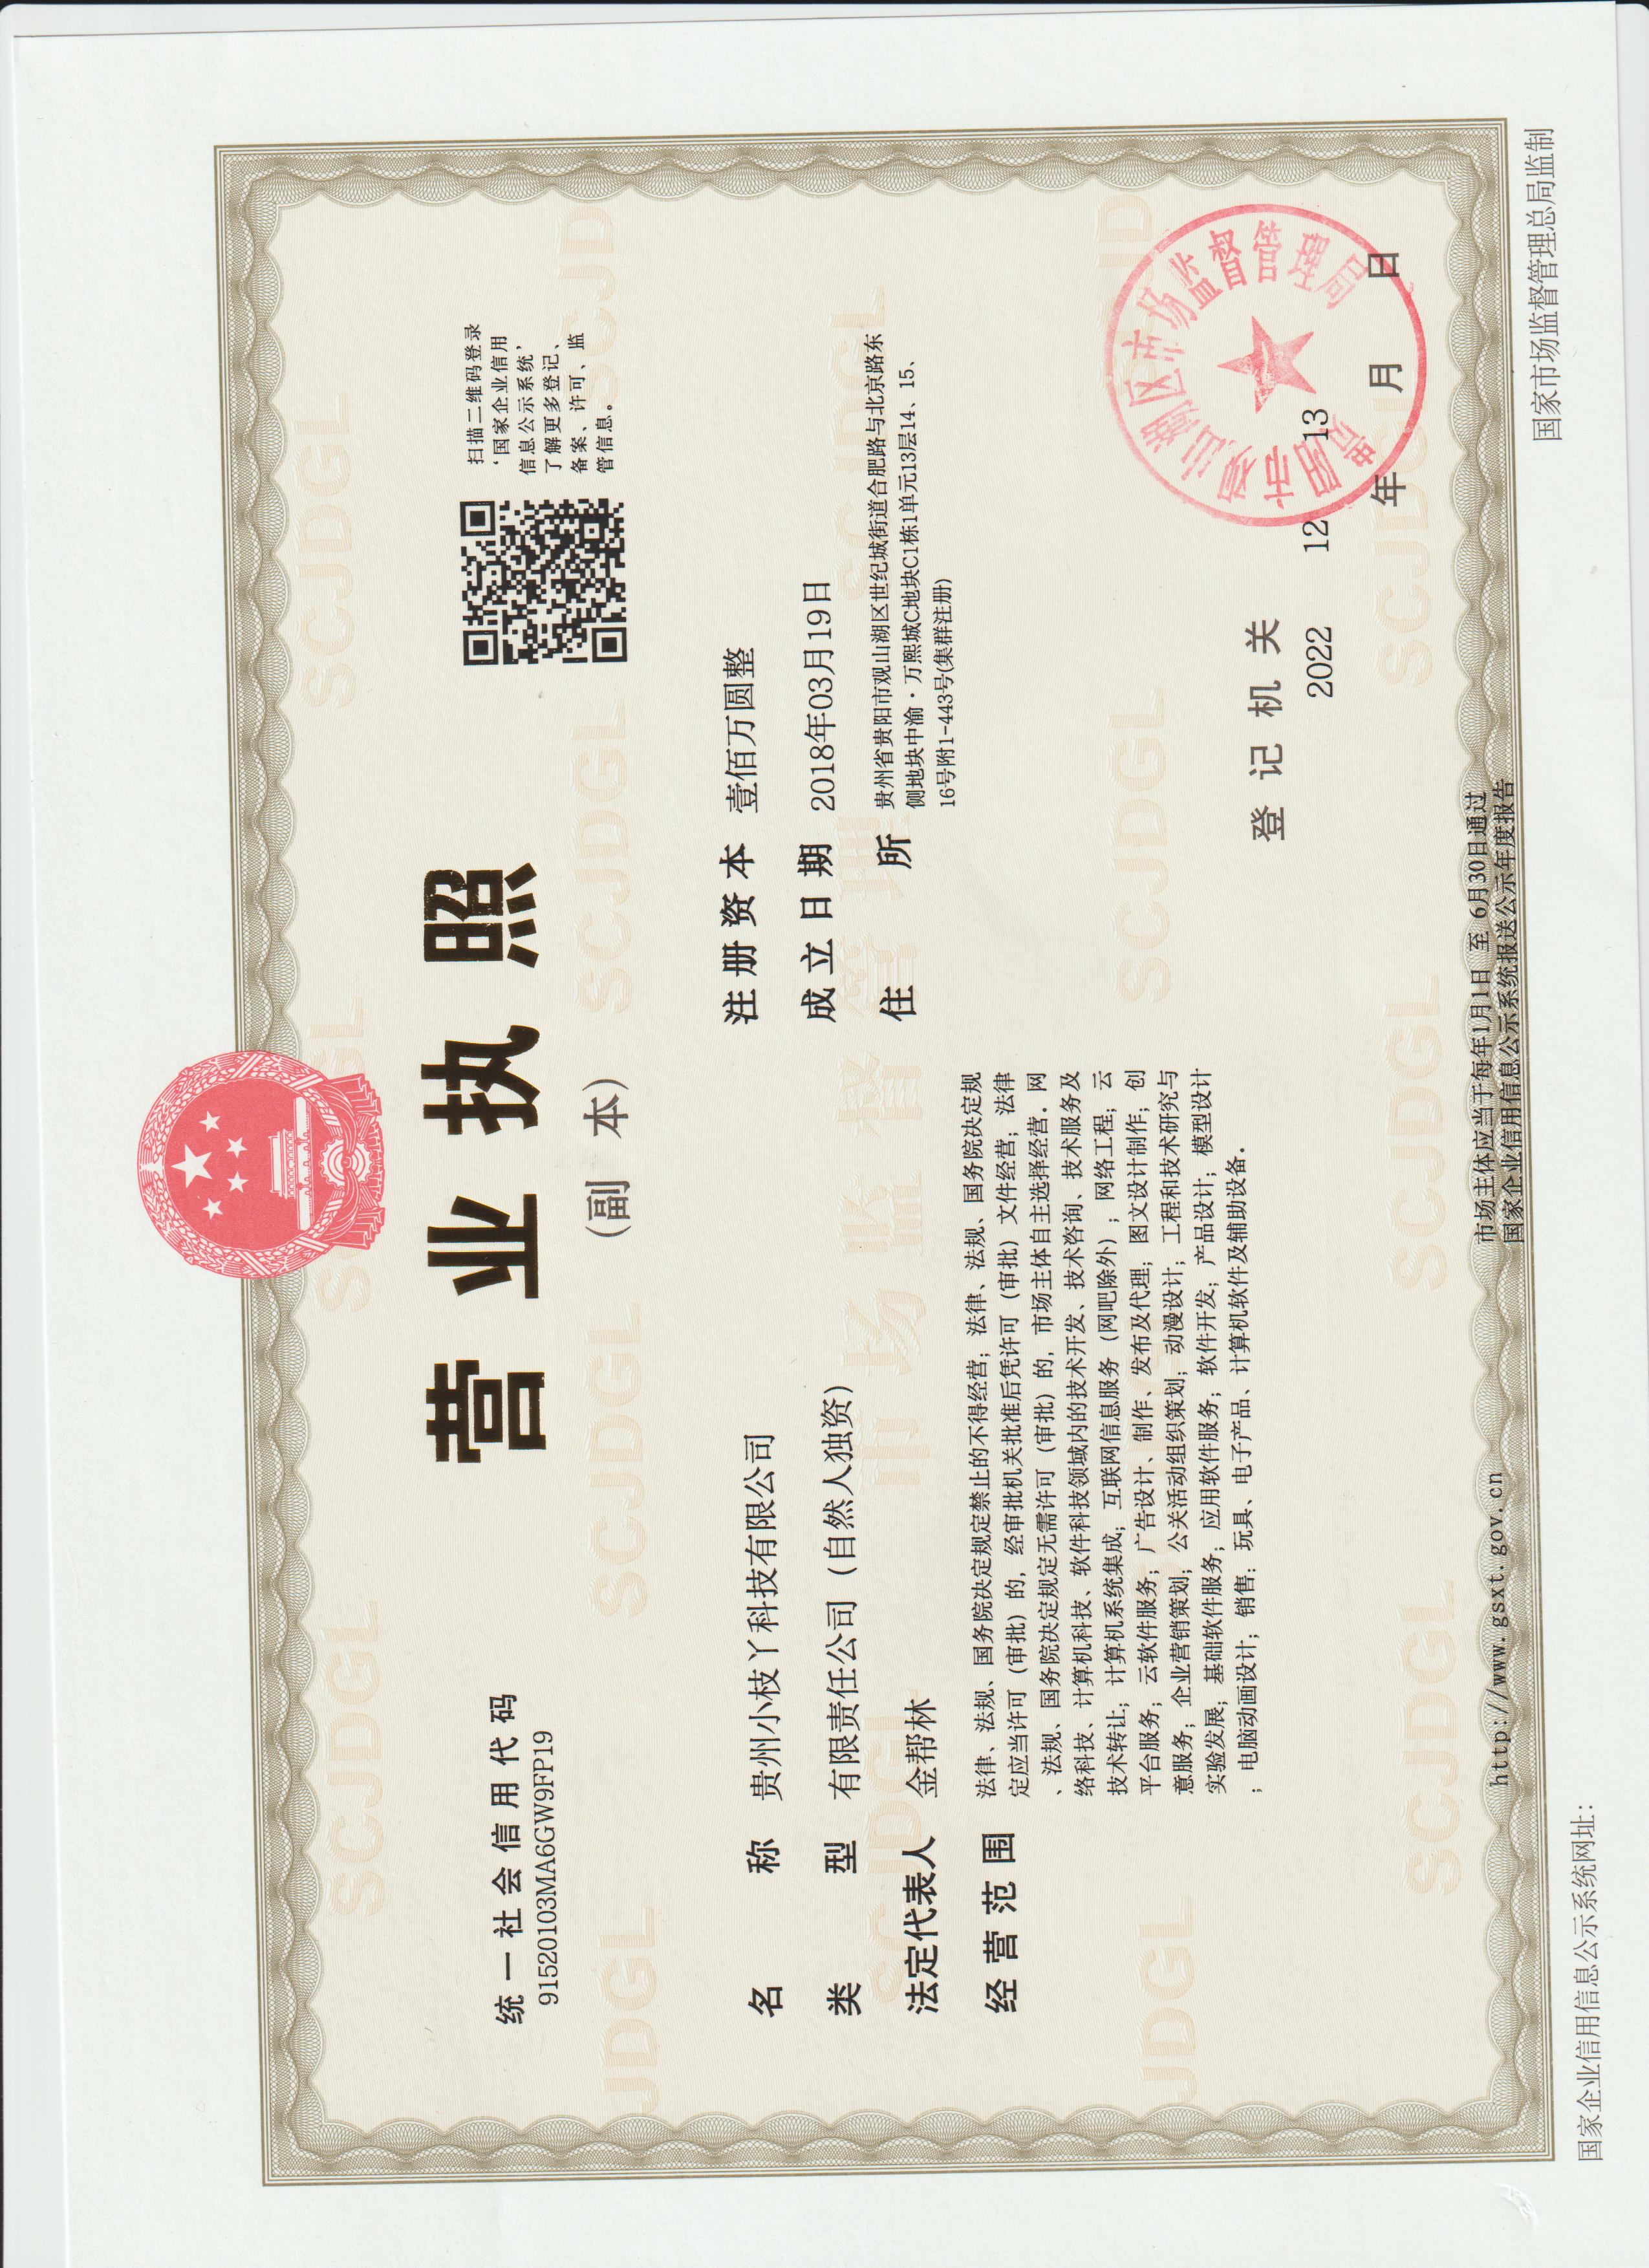 营业执照
(副 本)
统一社会信用代码
91520103MA6GW9FP19
扫描二维码登录
‘国家企业信用
信息公示系统’
了解更多登记、
备案、许可、监
管信息。
名 称 贵州小枝丫科技有限公司
类 型 有限责任公司（自然人独资）
法定代表人 金帮林
经营范围 法律、法规、国务院决定规定禁止的不得经营；法律、法规、国务院决定规
定应当许可（审批）的，经审批机关批准后凭许可（审批）文件经营；法律
、法规、国务院决定规定无需许可（审批）的，市场主体自主选择经营。网
络科技、计算机科技、软件科技领域内的技术开发、技术咨询、技术服务及
技术转让；计算机系统集成；互联网信息服务（网吧除外）；网络工程；云
平台服务；云软件服务；广告设计、制作、发布及代理；图文设计制作；创
意服务；企业营销策划；公关活动组织策划；动漫设计；工程和技术研究与
实验发展；基础软件服务；应用软件服务；软件开发；产品设计；模型设计
；电脑动画设计；销售：玩具、电子产品、计算机软件及辅助设备。
注册资本 壹佰万圆整
成立日期 2018年03月19日
住 所 贵州省贵阳市观山湖区世纪城街道合肥路与北京路东
侧地块中渝·万熙城C地块C1栋1单元13层14、15、
16号附1-443号(集群注册)
登记机关
2022 12 13
年 月 日
贵阳市观山湖区市场监督管理局
http://www.gsxt.gov.cn
市场主体应当于每年1月1日 至 6月30日通过
国家企业信用信息公示系统报送公示年度报告
国家企业信用信息公示系统网址：
国家市场监督管理总局监制
SCJDGL
市场监督管理